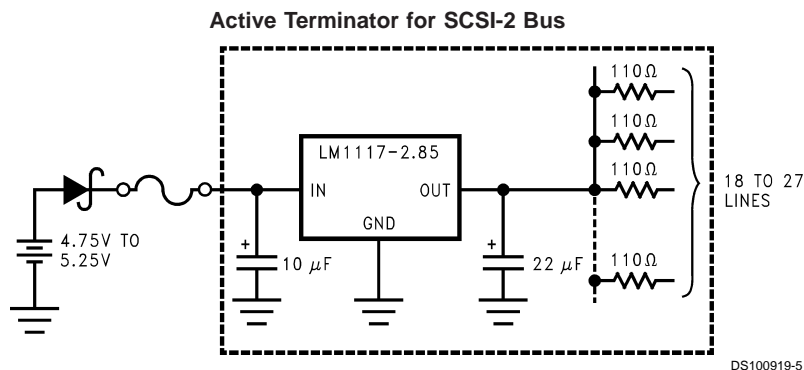 Active Terminator for SCSI-2 Bus
110Ω
110Ω
110Ω
110Ω
18 TO 27
LINES
LM1117-2.85
IN
OUT
GND
4.75V TO
5.25V
+
10 µF
+
22 µF
DS100919-5